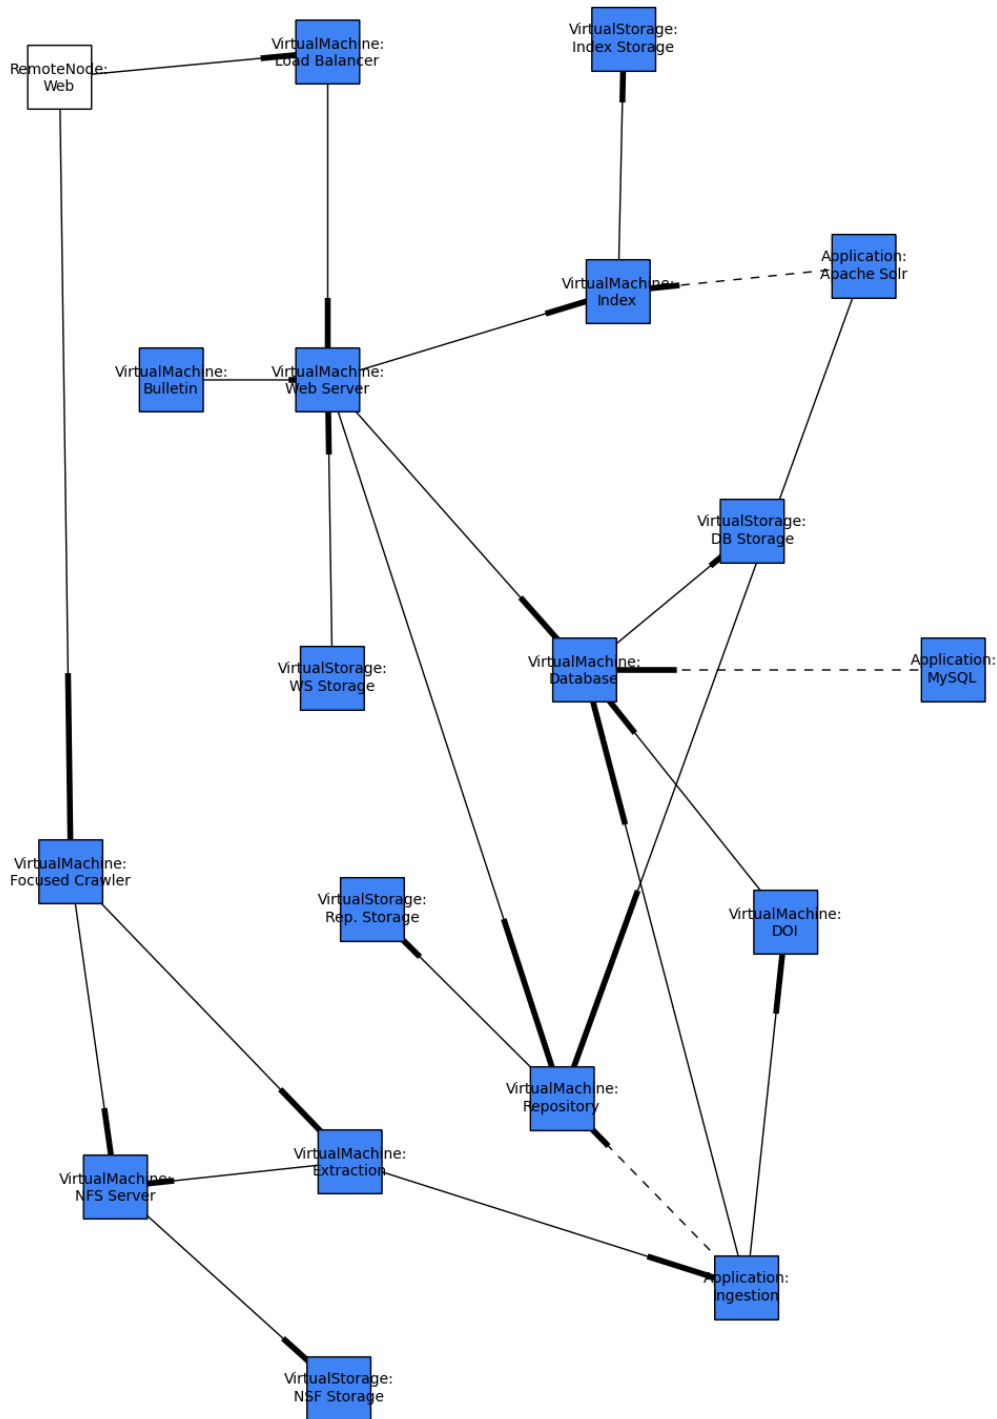 VirtualMachine:
Load Balancer
VirtualStorage:
Index Storage
RemoteNode:
Web
Application:
Apache Solr
VirtualMachine:
Index
VirtualMachine:
Bulletin
VirtualMachine:
Web Server
VirtualStorage:
DB Storage
VirtualStorage:
WS Storage
VirtualMachine:
Database
Application:
MySQL
VirtualMachine:
Focused Crawler
VirtualStorage:
Rep. Storage
VirtualMachine:
DOI
VirtualMachine:
Repository
VirtualMachine:
NFS Server
VirtualMachine:
Extraction
Application:
Ingestion
VirtualStorage:
NSF Storage